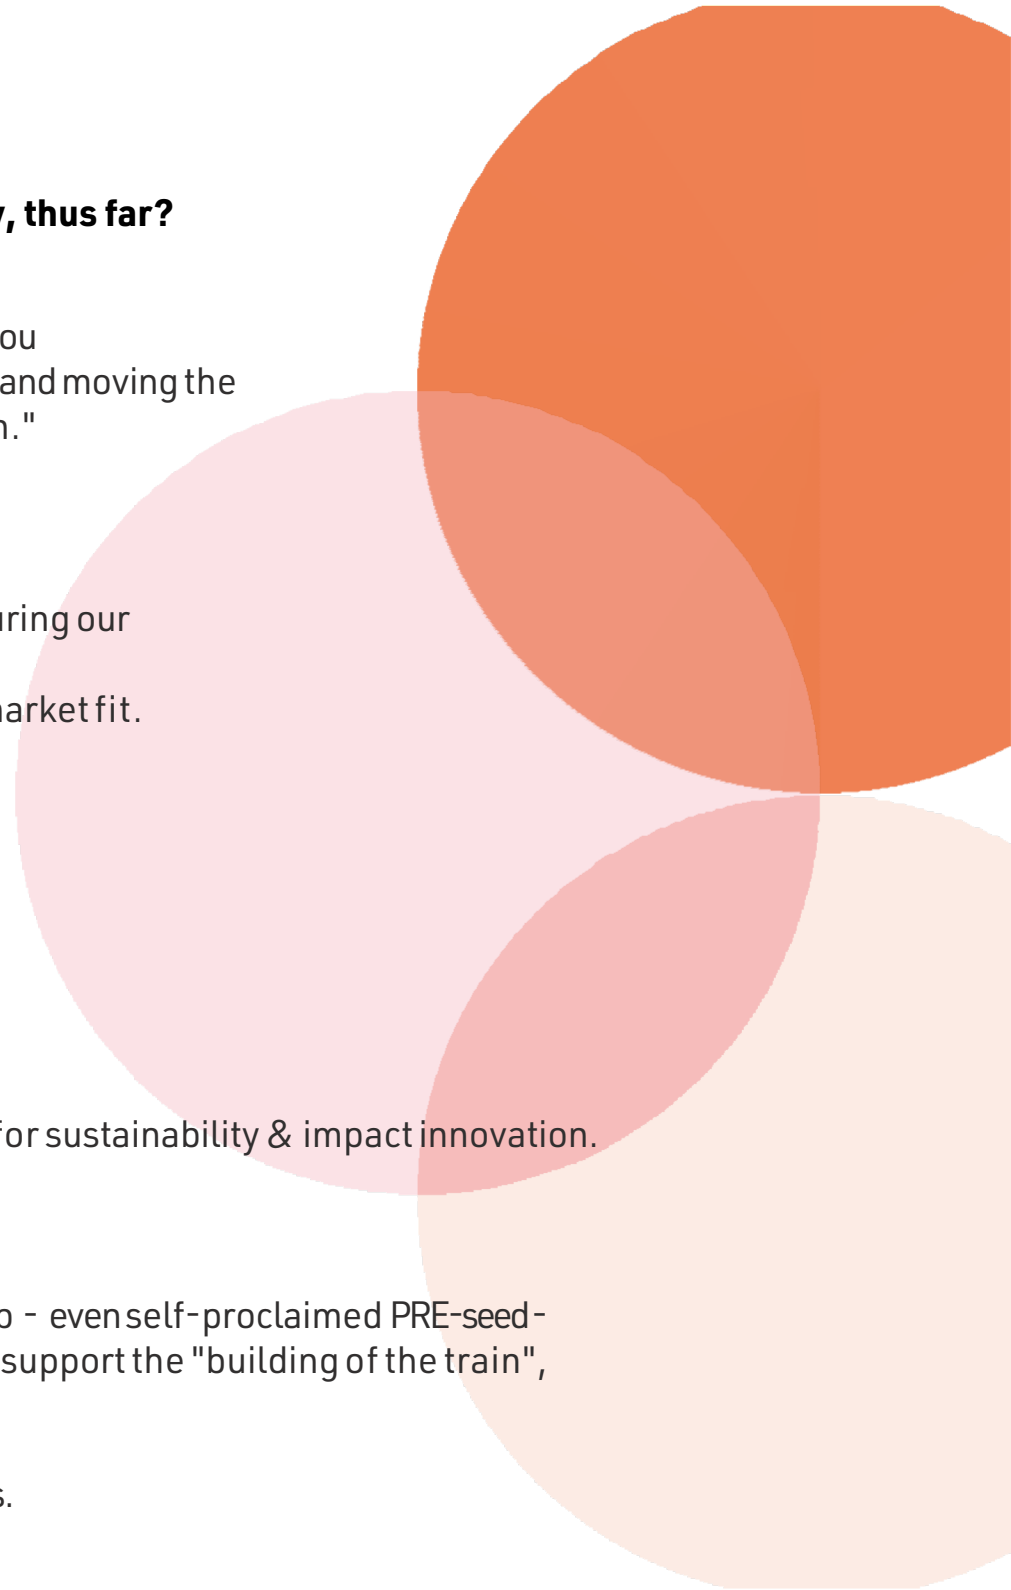 , thus far?
ou
and moving the
."
uring our
market fit.
for sustainability & impact innovation.
- even self-proclaimed PRE-seed-
support the "building of the train",
s.